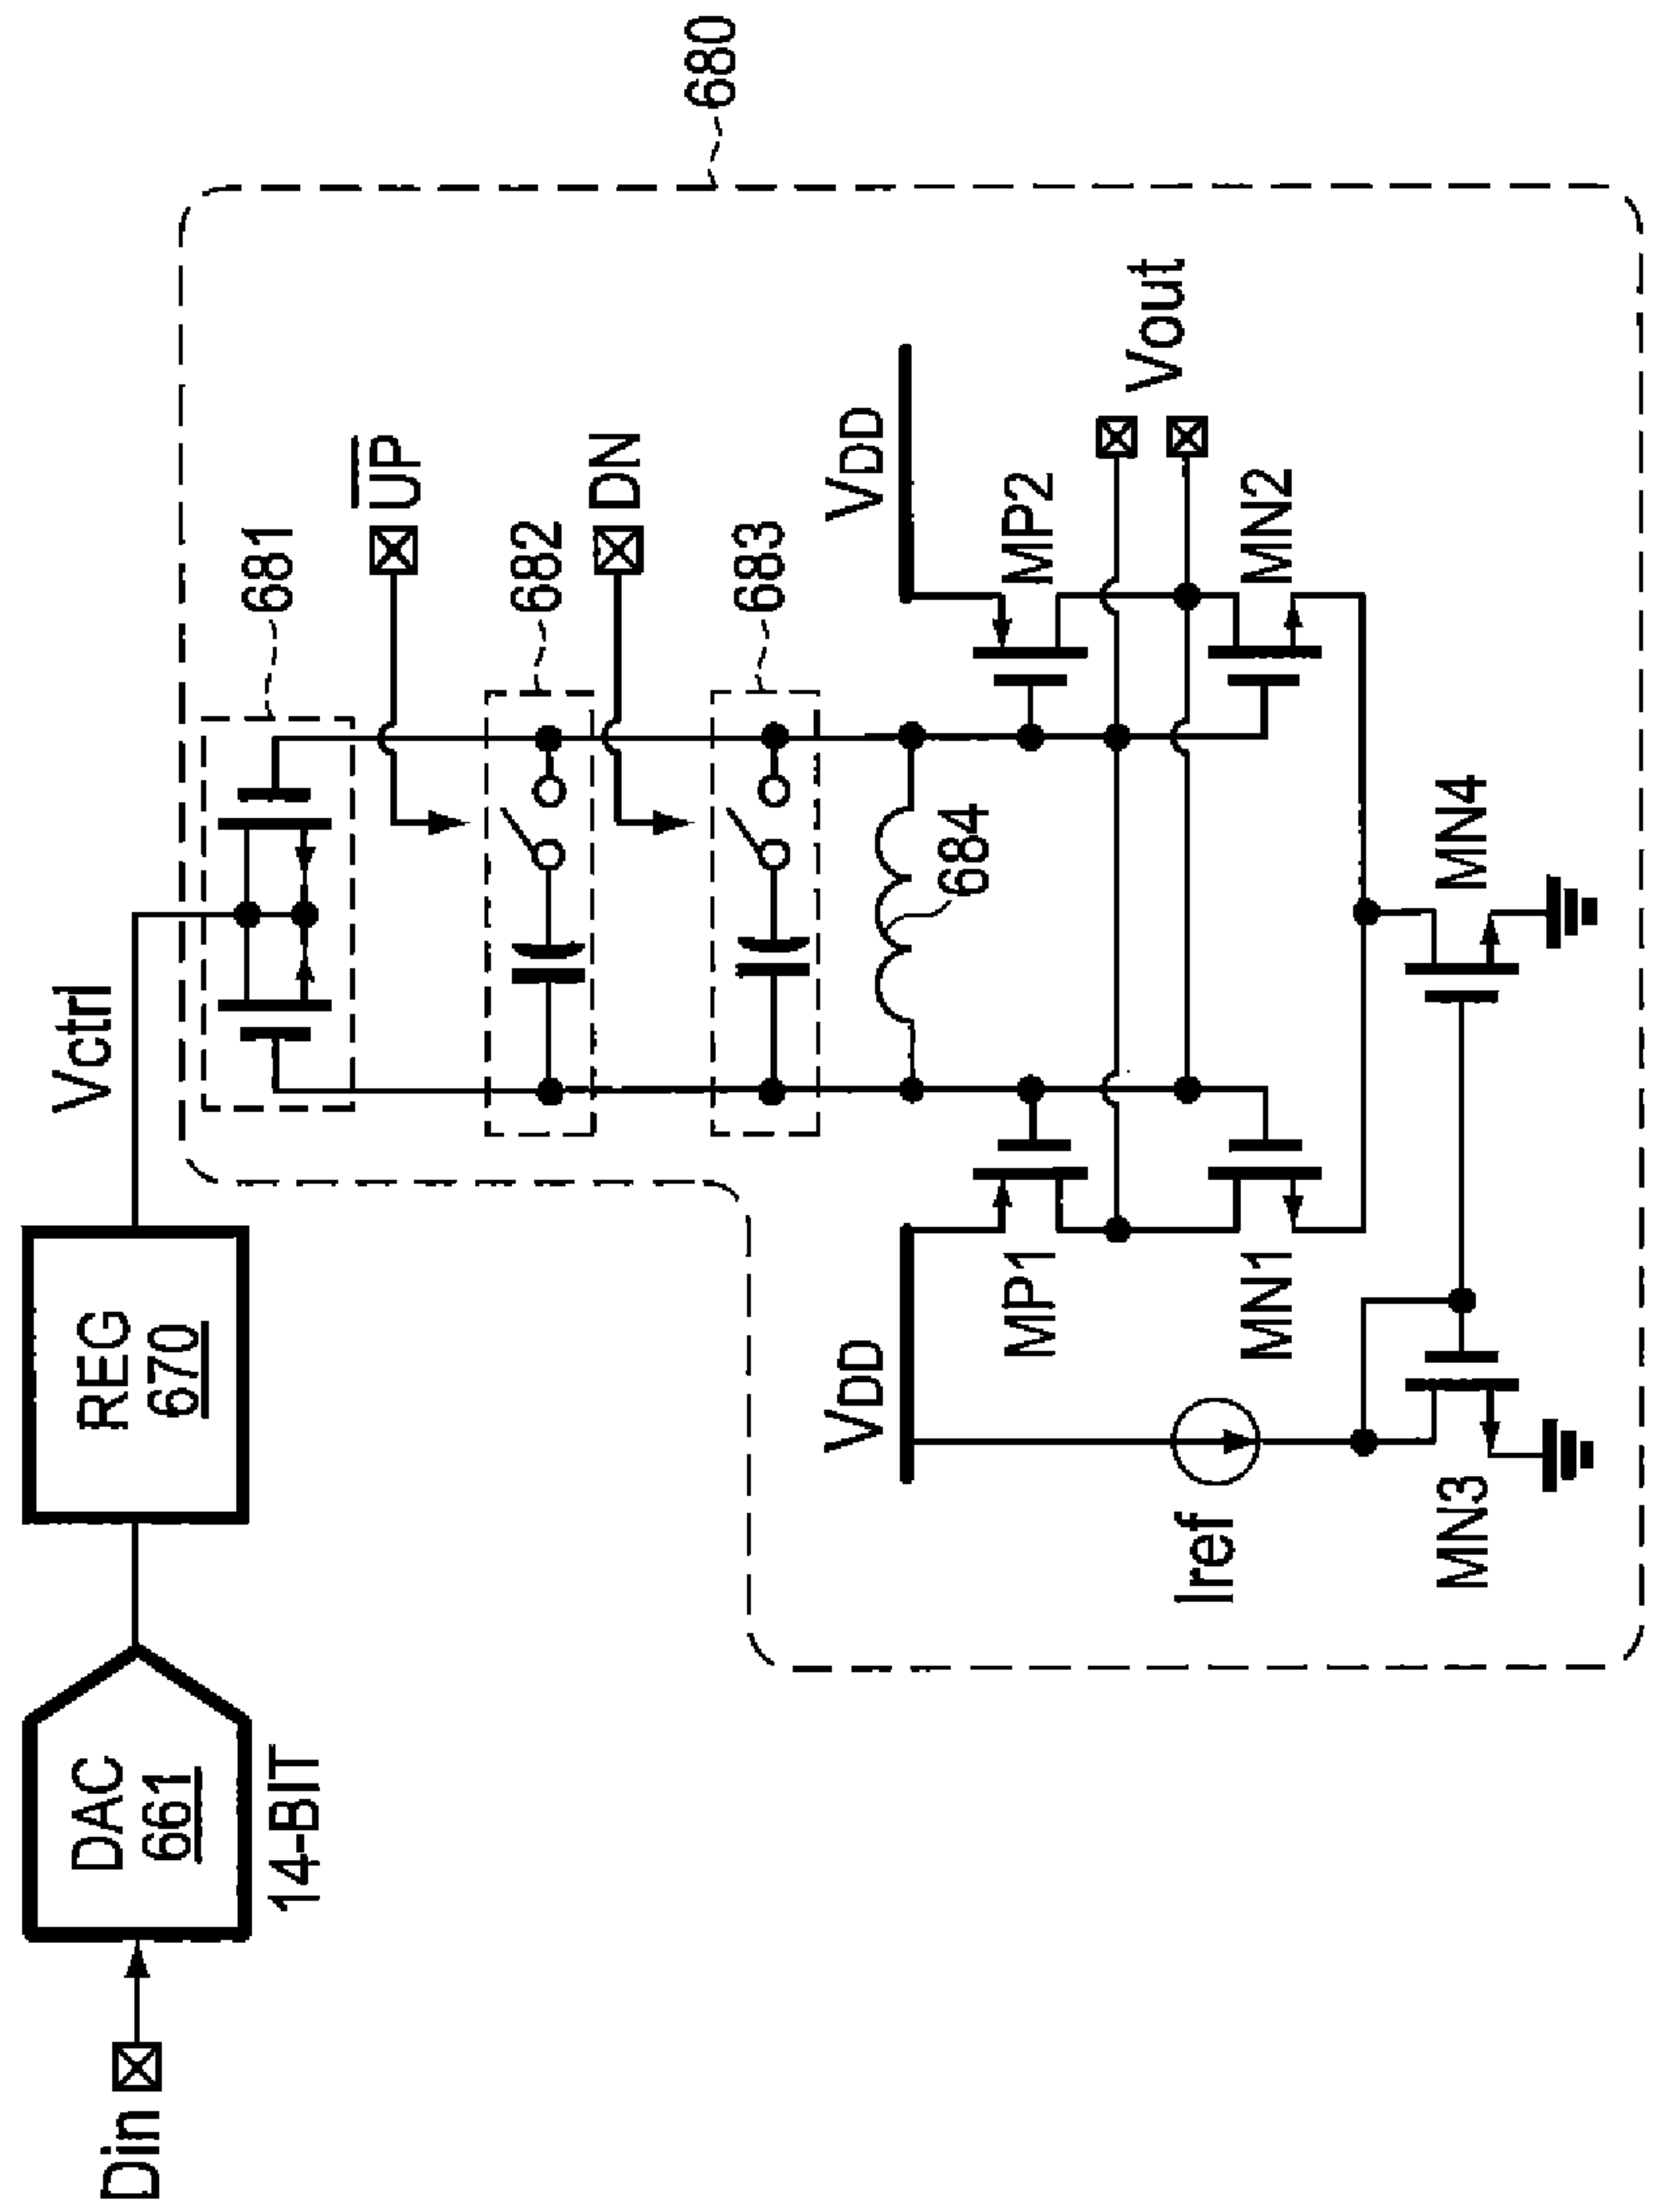 Din
DAC
661
14-BIT
REG
670
Vctrl
680
681
UP
682
DN
683
684
VDD
VDD
MP1
MP2
Vout
MN1
MN2
Iref
MN3
MN4